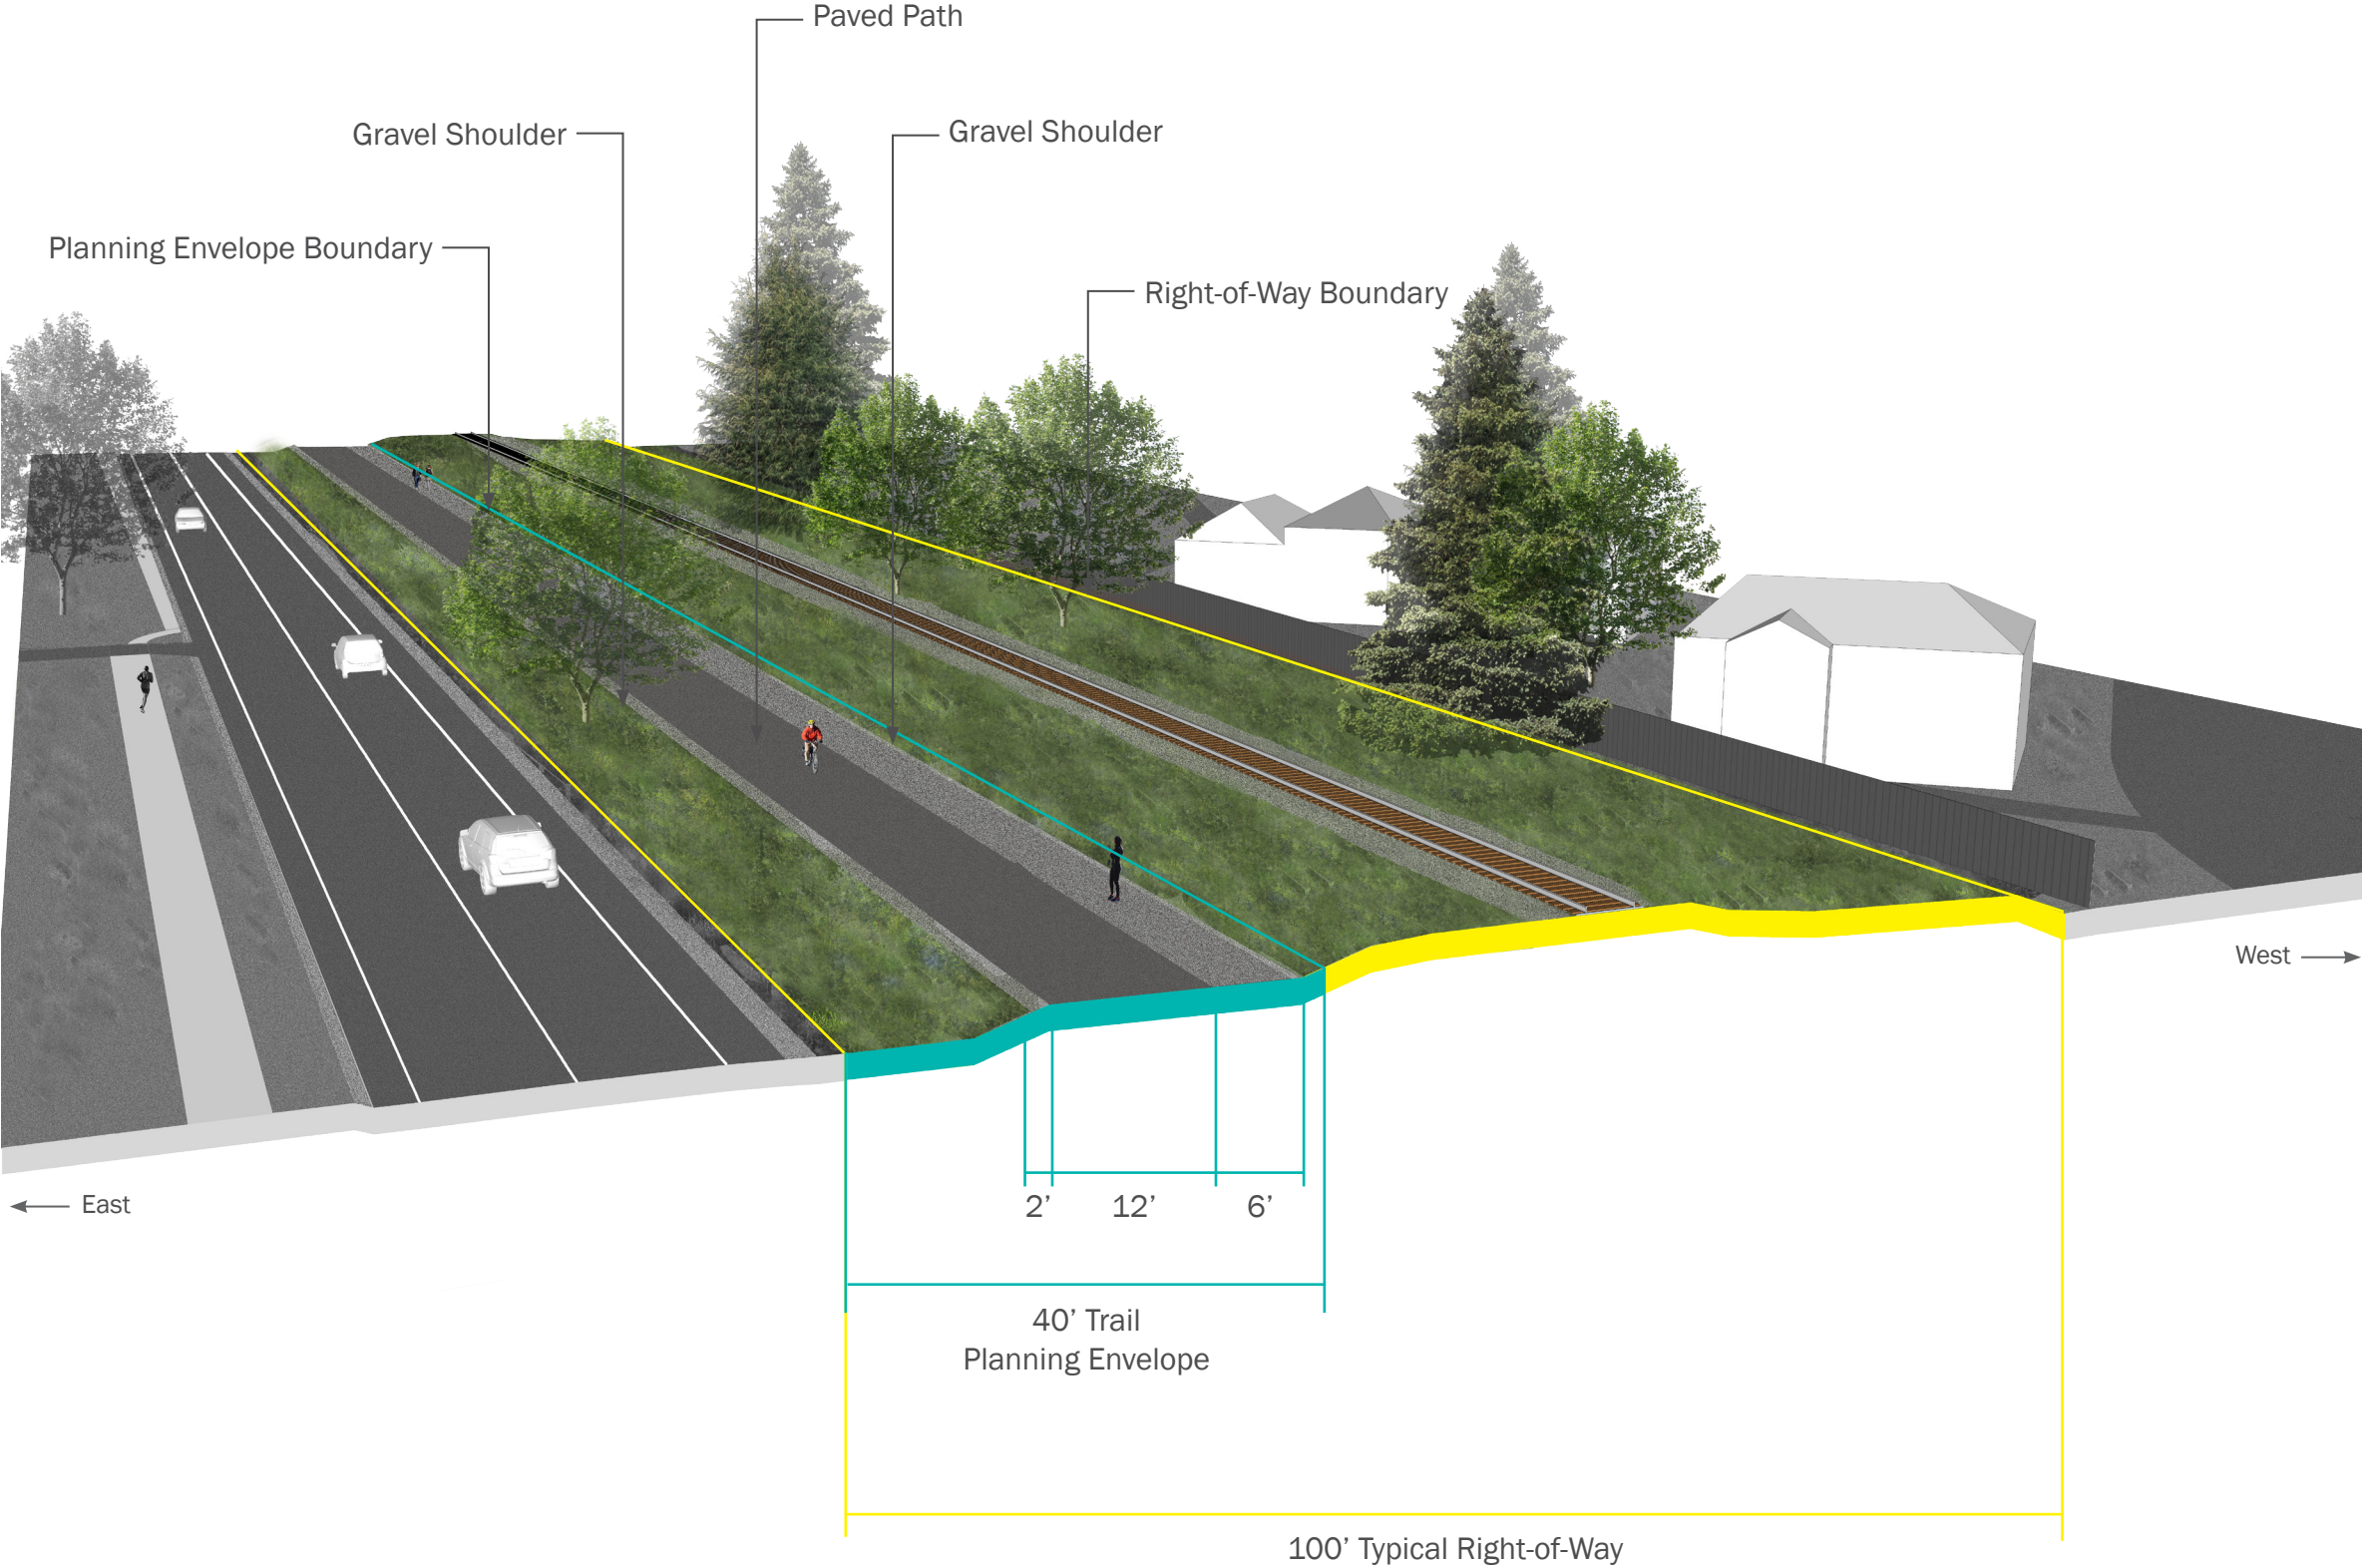 Paved Path
Gravel Shoulder
Gravel Shoulder
Planning Envelope Boundary
Right-of-Way Boundary
West
East
2’
12’
6’
40’ Trail
Planning Envelope
100’ Typical Right-of-Way